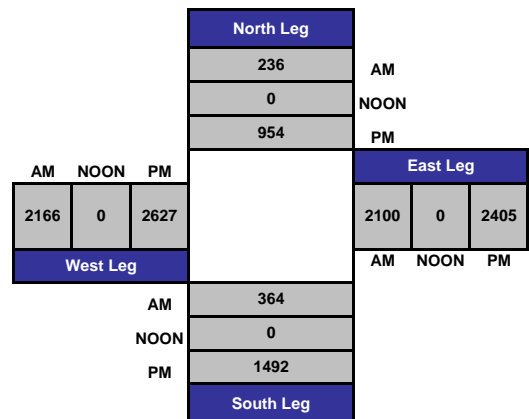 North Leg
236 AM
0 NOON
954 PM
AM NOON PM
East Leg
2166 0 2627
2100 0 2405
West Leg
AM NOON PM
AM 364
NOON 0
PM 1492
South Leg